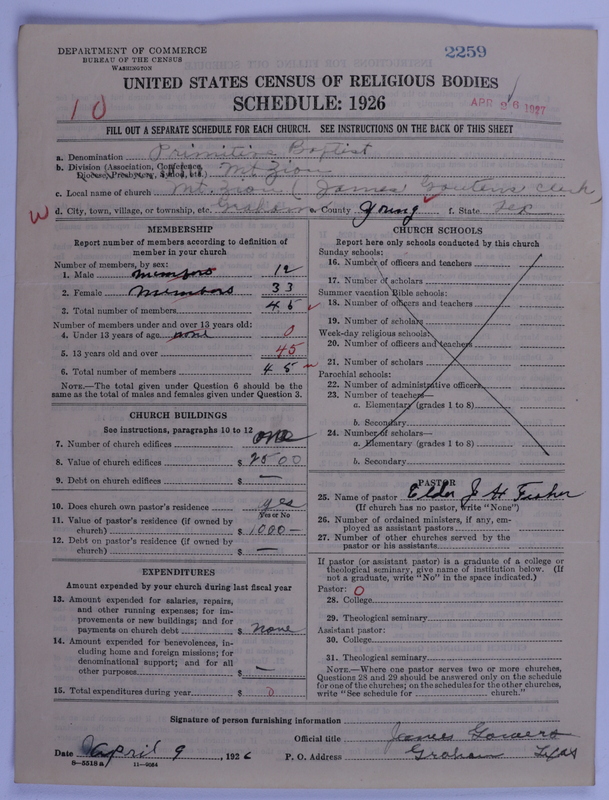 DEPARTMENT OF COMMERCE
BUREAU OF THE CENSUS
WASHINGTON
2259
UNITED STATES CENSUS OF RELIGIOUS BODIES
SCHEDULE: 1926
10
APR 26 1927
FILL OUT A SEPARATE SCHEDULE FOR EACH CHURCH. SEE INSTRUCTIONS ON THE BACK OF THIS SHEET
a. Denomination Primitive Baptist
b. Division (Association, Conference, Diocese, Presbytery, Synod, etc.) Mt. Zion
c. Local name of church Mt. Zion (James Clerk)
W d. City, town, village, or township, etc. Graham e. County Young f. State Tex
MEMBERSHIP
Report number of members according to definition of member in your church
Number of members, by sex:
1. Male members 12
2. Female members 33
3. Total number of members 45
Number of members under and over 13 years old:
4. Under 13 years of age none 0
5. 13 years old and over 45
6. Total number of members 45
NOTE.—The total given under Question 6 should be the same as the total of males and females given under Question 3.
CHURCH BUILDINGS
See instructions, paragraphs 10 to 12
7. Number of church edifices one
8. Value of church edifices $ 2500
9. Debt on church edifices $ —
10. Does church own pastor's residence yes
Yes or No
11. Value of pastor's residence (if owned by church) $ 1000—
12. Debt on pastor's residence (if owned by church) $ —
EXPENDITURES
Amount expended by your church during last fiscal year
13. Amount expended for salaries, repairs, and other running expenses; for improvements or new buildings; and for payments on church debt $ none
14. Amount expended for benevolences, including home and foreign missions; for denominational support; and for all other purposes $ —
15. Total expenditures during year $ 0
CHURCH SCHOOLS
Report here only schools conducted by this church
Sunday schools:
16. Number of officers and teachers
17. Number of scholars
Summer vacation Bible schools:
18. Number of officers and teachers
19. Number of scholars
Week-day religious schools:
20. Number of officers and teachers
21. Number of scholars
Parochial schools:
22. Number of administrative officers
23. Number of teachers—
a. Elementary (grades 1 to 8)
b. Secondary
24. Number of scholars—
a. Elementary (grades 1 to 8)
b. Secondary
PASTOR
25. Name of pastor Elder J H Fisher
(If church has no pastor, write "None")
26. Number of ordained ministers, if any, employed as assistant pastors
27. Number of other churches served by the pastor or his assistants
If pastor (or assistant pastor) is a graduate of a college or theological seminary, give name of institution below. (If not a graduate, write "No" in the space indicated.)
Pastor: 0
28. College
29. Theological seminary
Assistant pastor:
30. College
31. Theological seminary
NOTE.—Where one pastor serves two or more churches, Questions 28 and 29 should be answered only on the schedule for one of the churches; on the schedules for the other churches, write "See schedule for church."
Signature of person furnishing information
Official title James
Date April 9, 1926 P. O. Address Graham Texas
8—5518 a 11—9064